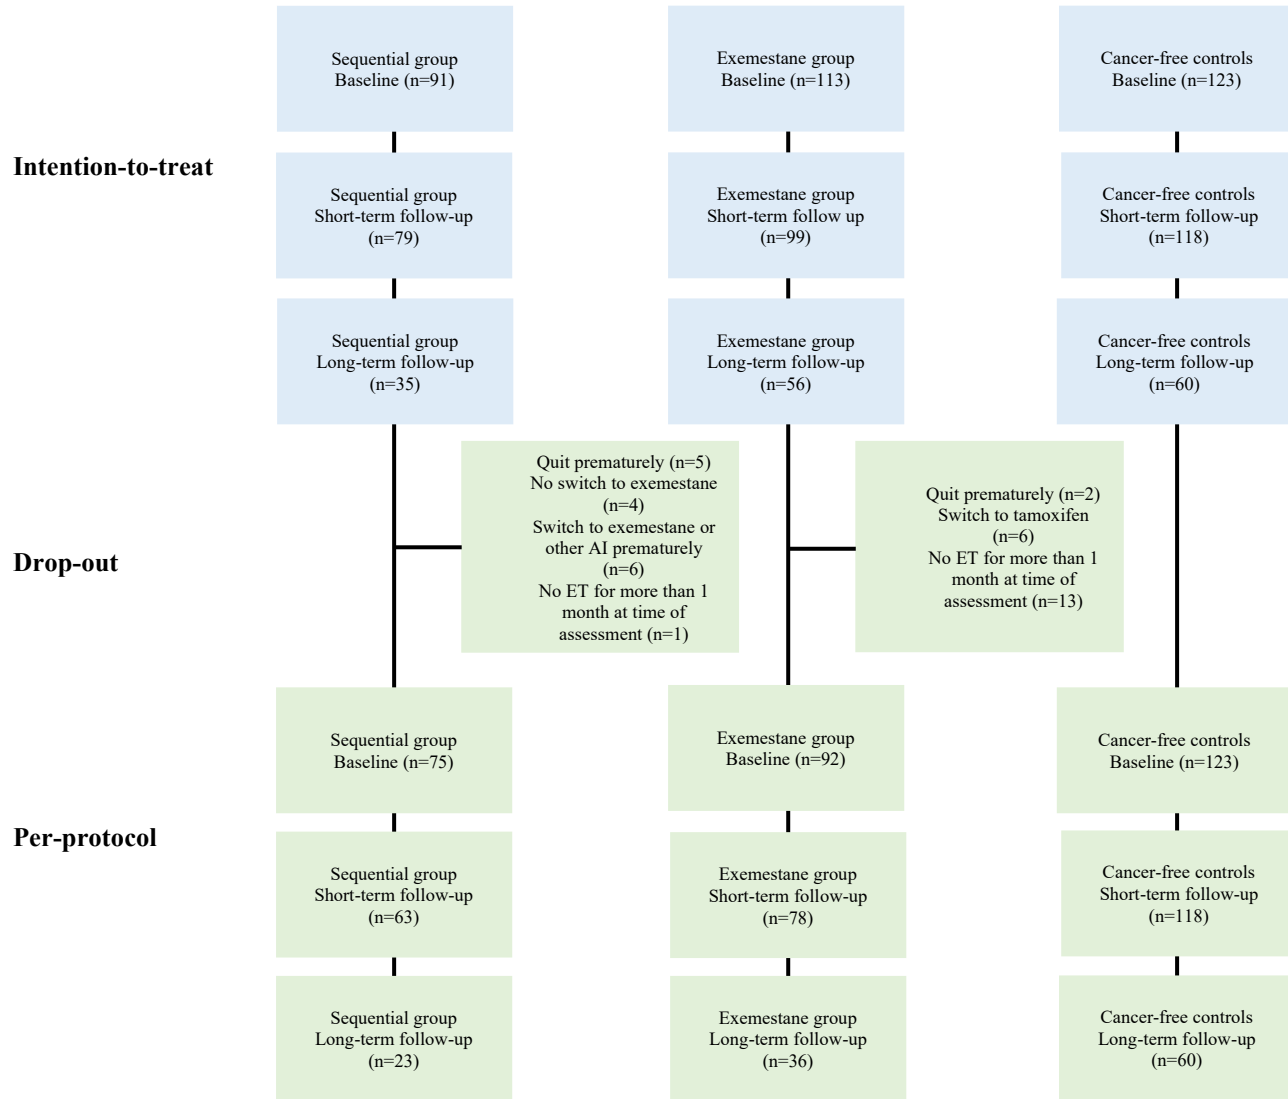 Sequential group
Baseline (n=91)
Exemestane group
Baseline (n=113)
Cancer-free controls
Baseline (n=123)
Intention-to-treat
Sequential group
Short-term follow-up
(n=79)
Exemestane group
Short-term follow up
(n=99)
Cancer-free controls
Short-term follow-up
(n=118)
Sequential group
Long-term follow-up
(n=35)
Exemestane group
Long-term follow-up
(n=56)
Cancer-free controls
Long-term follow-up
(n=60)
Drop-out
Quit prematurely (n=5)
No switch to exemestane
(n=4)
Switch to exemestane or
other AI prematurely
(n=6)
No ET for more than 1
month at time of
assessment (n=1)
Quit prematurely (n=2)
Switch to tamoxifen
(n=6)
No ET for more than 1
month at time of
assessment (n=13)
Sequential group
Baseline (n=75)
Exemestane group
Baseline (n=92)
Cancer-free controls
Baseline (n=123)
Per-protocol
Sequential group
Short-term follow-up
(n=63)
Exemestane group
Short-term follow-up
(n=78)
Cancer-free controls
Short-term follow-up
(n=118)
Sequential group
Long-term follow-up
(n=23)
Exemestane group
Long-term follow-up
(n=36)
Cancer-free controls
Long-term follow-up
(n=60)